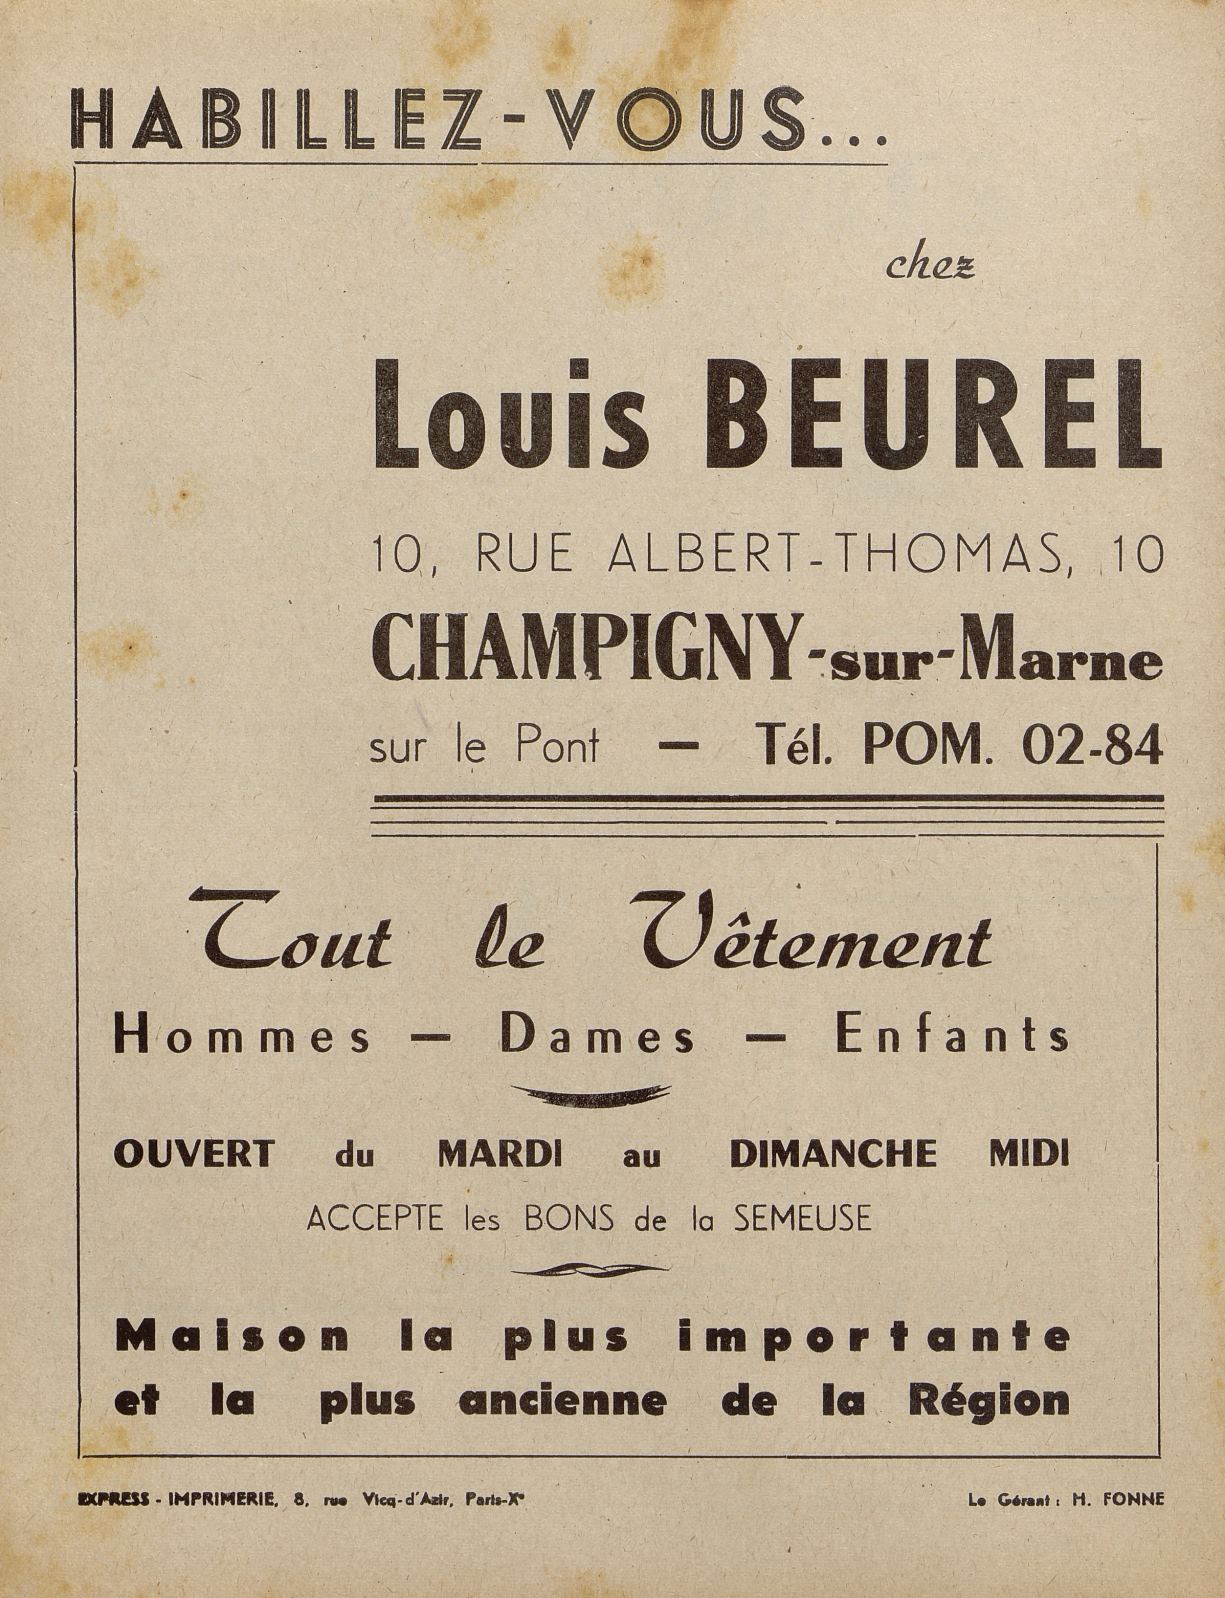 HABILLEZ-VOUS...
chez
Louis BEUREL
10, RUE ALBERT-THOMAS, 10
CHAMPIGNY-sur-Marne
sur le Pont — Tél. POM. 02-84
Tout le Vêtement
Hommes — Dames — Enfants
OUVERT du MARDI au DIMANCHE MIDI
ACCEPTE les BONS de la SEMEUSE
Maison la plus importante
et la plus ancienne de la Région
EXPRESS - IMPRIMERIE, 8, rue Vicq-d'Azir, Paris-Xe
Le Gérant : H. FONNE